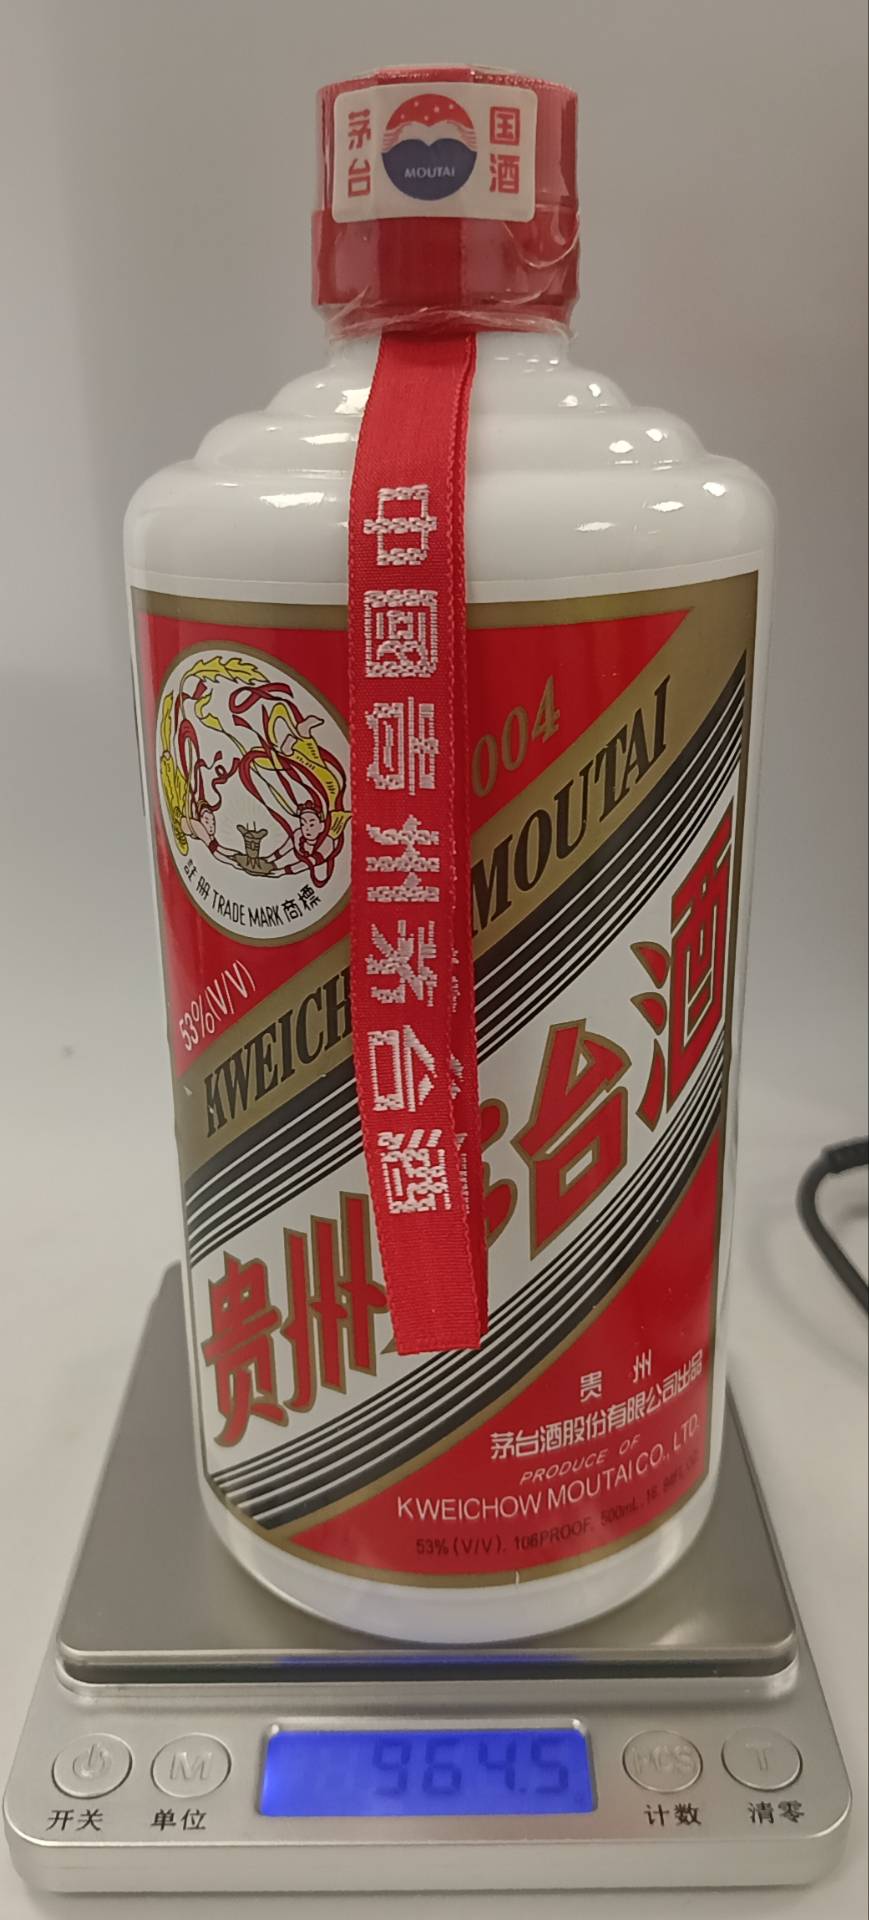 茅台
MOUTAI
国酒
中國貴州茅台酒
004
註册 TRADE MARK 商標
53%(V/V)
KWEICH MOUTAI
贵州 台酒
贵州
茅台酒股份有限公司出品
PRODUCE OF
KWEICHOW MOUTAI CO., LTD.
53%(V/V). 106PROOF. 500mL.
964.5
M
PCS
T
开关
单位
计数
清零